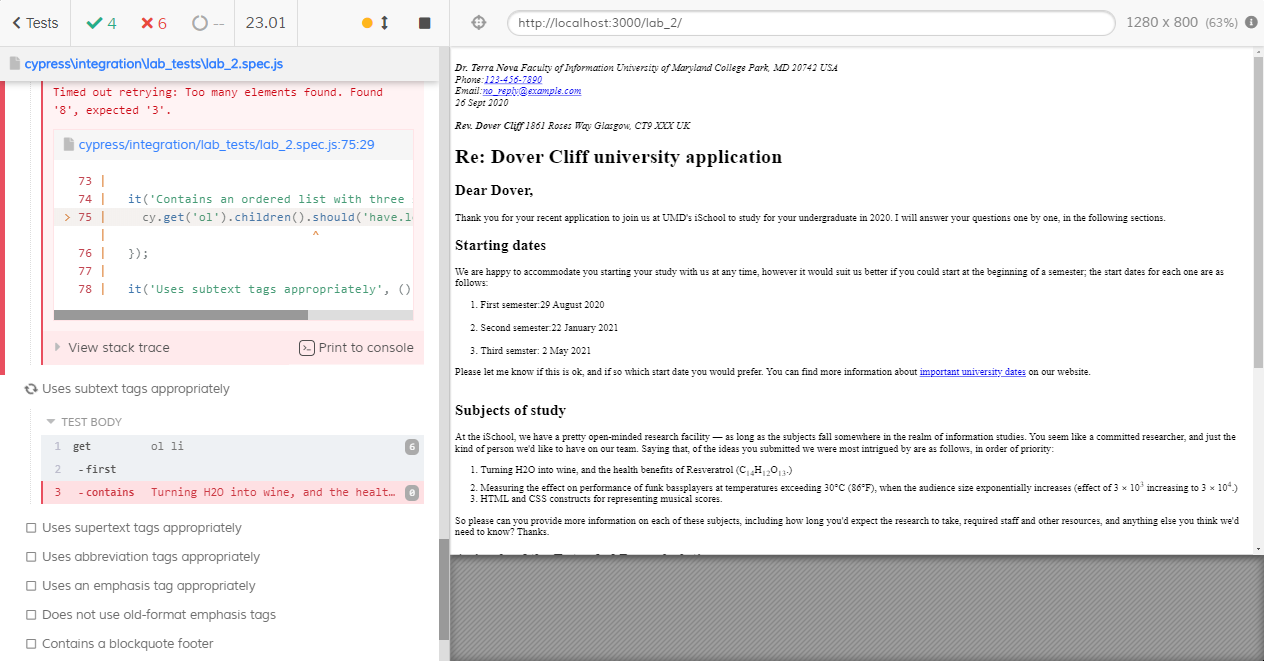 Tests
4
6
--
23.01
http://localhost:3000/lab_2/
1280 x 800 (63%)
cypress\integration\lab_tests\lab_2.spec.js
Timed out retrying: Too many elements found. Found
'8', expected '3'.
cypress/integration/lab_tests/lab_2.spec.js:75:29
73 |
74 | it('Contains an ordered list with three
> 75 | cy.get('ol').children().should('have.l
| ^
76 | });
77 |
78 | it('Uses subtext tags appropriately', ()
View stack trace
Print to console
Uses subtext tags appropriately
TEST BODY
1 get ol li 6
2 -first
3 -contains Turning H2O into wine, and the healt… 0
Uses supertext tags appropriately
Uses abbreviation tags appropriately
Uses an emphasis tag appropriately
Does not use old-format emphasis tags
Contains a blockquote footer
Dr. Terra Nova Faculty of Information University of Maryland College Park, MD 20742 USA
Phone:123-456-7890
Email:no_reply@example.com
26 Sept 2020
Rev. Dover Cliff 1861 Roses Way Glasgow, CT9 XXX UK
Re: Dover Cliff university application
Dear Dover,
Thank you for your recent application to join us at UMD's iSchool to study for your undergraduate in 2020. I will answer your questions one by one, in the following sections.
Starting dates
We are happy to accommodate you starting your study with us at any time, however it would suit us better if you could start at the beginning of a semester; the start dates for each one are as
follows:
1. First semester:29 August 2020
2. Second semester:22 January 2021
3. Third semster: 2 May 2021
Please let me know if this is ok, and if so which start date you would prefer. You can find more information about important university dates on our website.
Subjects of study
At the iSchool, we have a pretty open-minded research facility — as long as the subjects fall somewhere in the realm of information studies. You seem like a committed researcher, and just the
kind of person we'd like to have on our team. Saying that, of the ideas you submitted we were most intrigued by are as follows, in order of priority:
1. Turning H2O into wine, and the health benefits of Resveratrol (C₁₄H₁₂O₁₃.)
2. Measuring the effect on performance of funk bassplayers at temperatures exceeding 30°C (86°F), when the audience size exponentially increases (effect of 3 × 10³ increasing to 3 × 10⁴.)
3. HTML and CSS constructs for representing musical scores.
So please can you provide more information on each of these subjects, including how long you'd expect the research to take, required staff and other resources, and anything else you think we'd
need to know? Thanks.